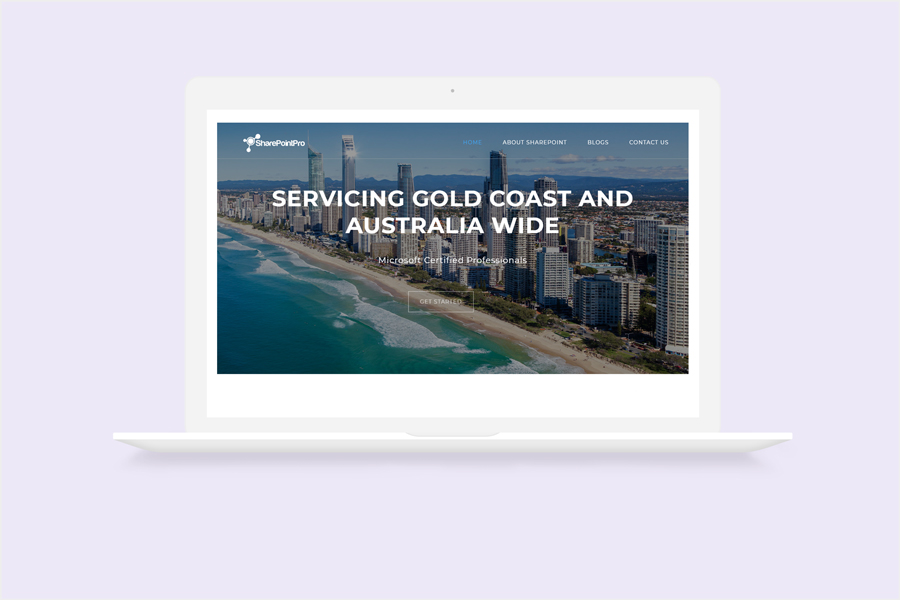 SharePointPro
HOME
ABOUT SHAREPOINT
BLOGS
CONTACT US
SERVICING GOLD COAST AND
AUSTRALIA WIDE
Microsoft Certified Professionals
GET STARTED